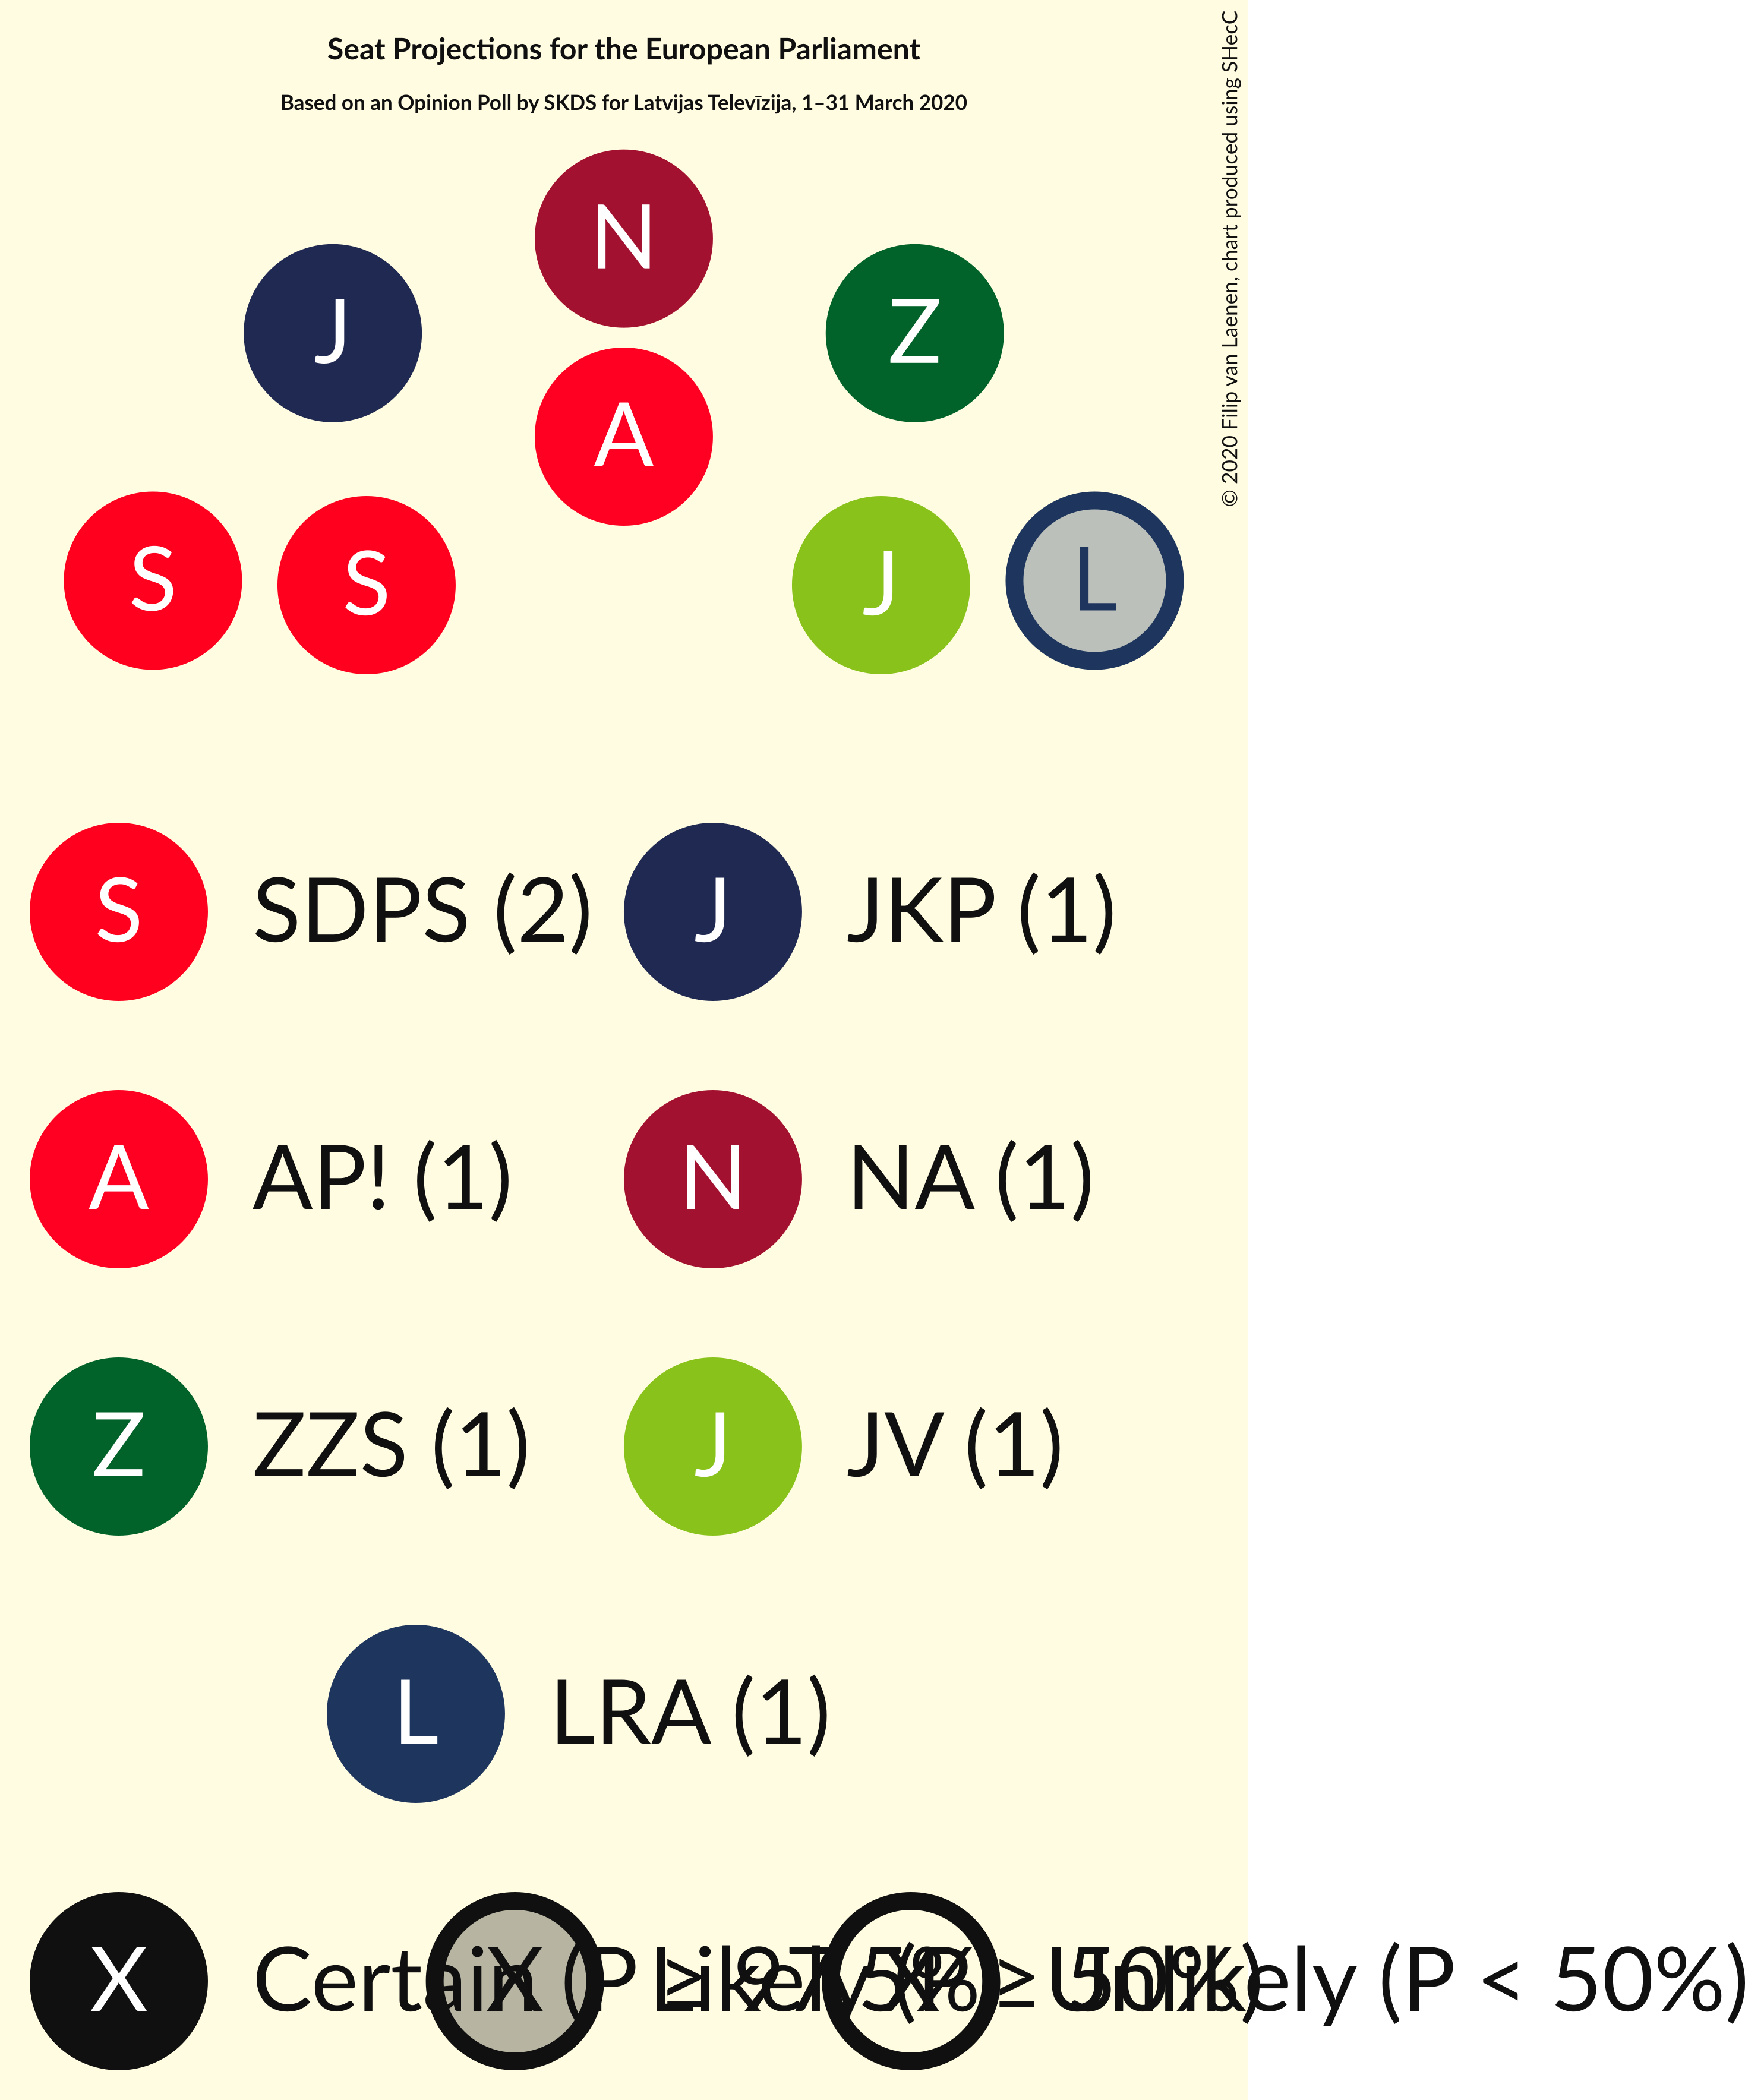 Seat Projections for the European Parliament
Based on an Opinion Poll by SKDS for Latvijas Televīzija, 1–31 March 2020
© 2020 Filip van Laenen, chart produced using SHecC
N
J
Z
A
S
S
J
L
S SDPS (2)
J JKP (1)
A AP! (1)
N NA (1)
Z ZZS (1)
J JV (1)
L LRA (1)
X Certain (P ≥ 97.5%)
X Likely (P ≥ 50%)
X Unlikely (P < 50%)